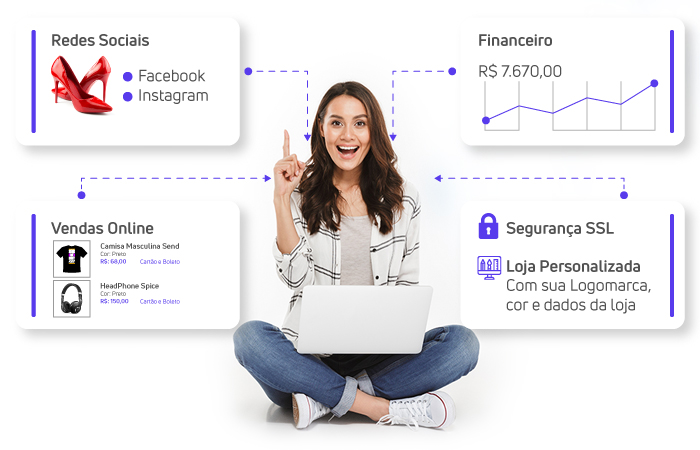 Redes Sociais
Facebook
Instagram
Financeiro
R$ 7.670,00
Vendas Online
Camisa Masculina Send
Cor: Preto
R$: 68,00 Cartão e Boleto
HeadPhone Spice
Cor: Preto
R$: 150,00 Cartão e Boleto
Segurança SSL
Loja Personalizada
Com sua Logomarca,
cor e dados da loja